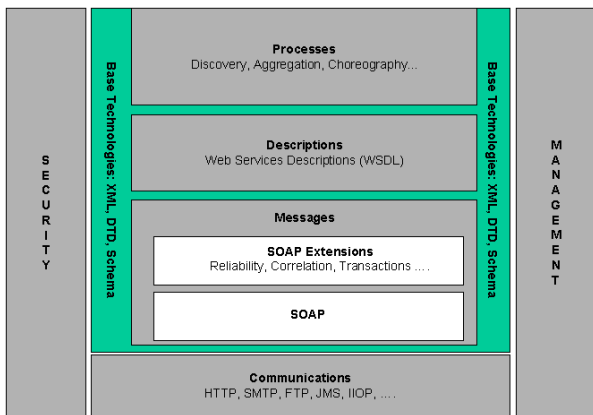 Processes
Discovery, Aggregation, Choreography...
Base Technologies: XML, DTD, Schema
Base Technologies: XML, DTD, Schema
Descriptions
Web Services Descriptions (WSDL)
SECURITY
MANAGEMENT
Messages
SOAP Extensions
Reliability, Correlation, Transactions ....
SOAP
Communications
HTTP, SMTP, FTP, JMS, IIOP, ....